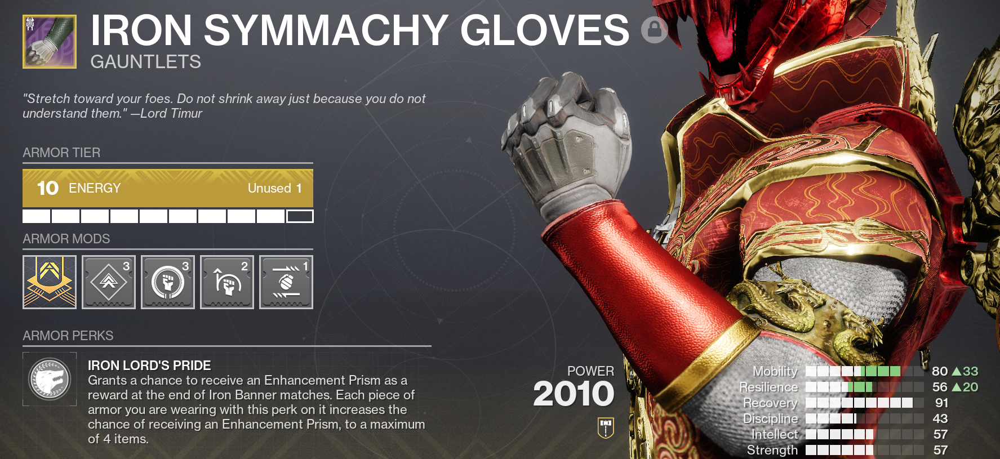 IRON SYMMACHY GLOVES
GAUNTLETS
"Stretch toward your foes. Do not shrink away just because you do not
understand them." —Lord Timur
ARMOR TIER
10 ENERGY Unused 1
ARMOR MODS
3 3 2 1
ARMOR PERKS
IRON LORD'S PRIDE
Grants a chance to receive an Enhancement Prism as a
reward at the end of Iron Banner matches. Each piece of
armor you are wearing with this perk on it increases the
chance of receiving an Enhancement Prism, to a maximum
of 4 items.
POWER
2010
Mobility 80 ▲33
Resilience 56 ▲20
Recovery 91
Discipline 43
Intellect 57
Strength 57